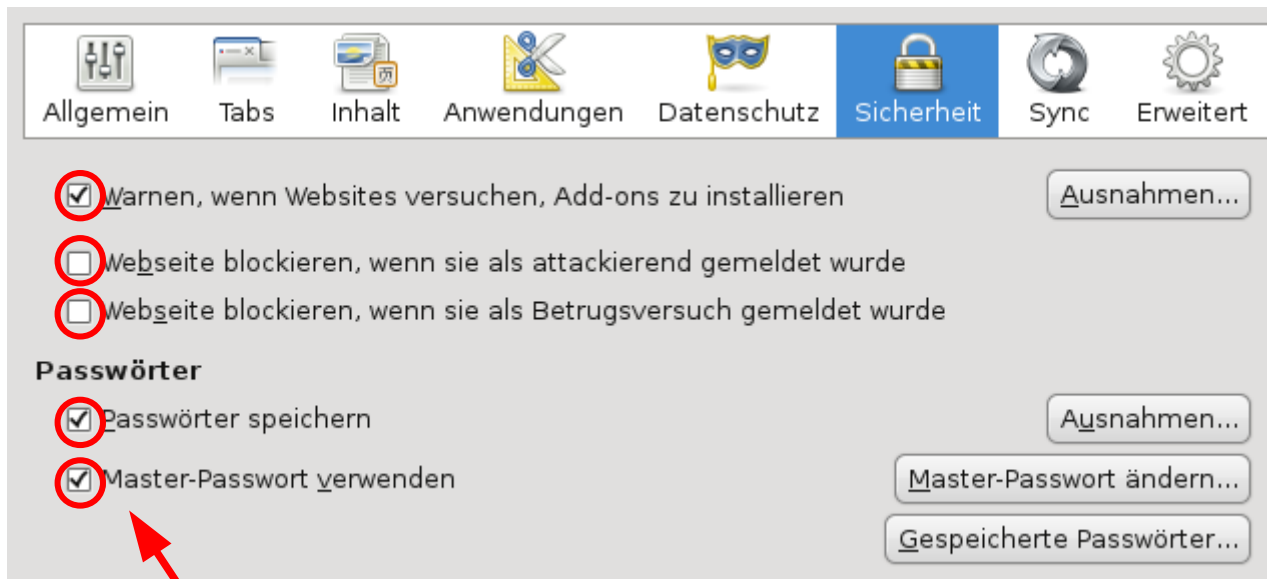 Allgemein Tabs Inhalt Anwendungen Datenschutz Sicherheit Sync Erweitert
Warnen, wenn Websites versuchen, Add-ons zu installieren Ausnahmen...
Webseite blockieren, wenn sie als attackierend gemeldet wurde
Webseite blockieren, wenn sie als Betrugsversuch gemeldet wurde
Passwörter
Passwörter speichern Ausnahmen...
Master-Passwort verwenden Master-Passwort ändern...
Gespeicherte Passwörter...